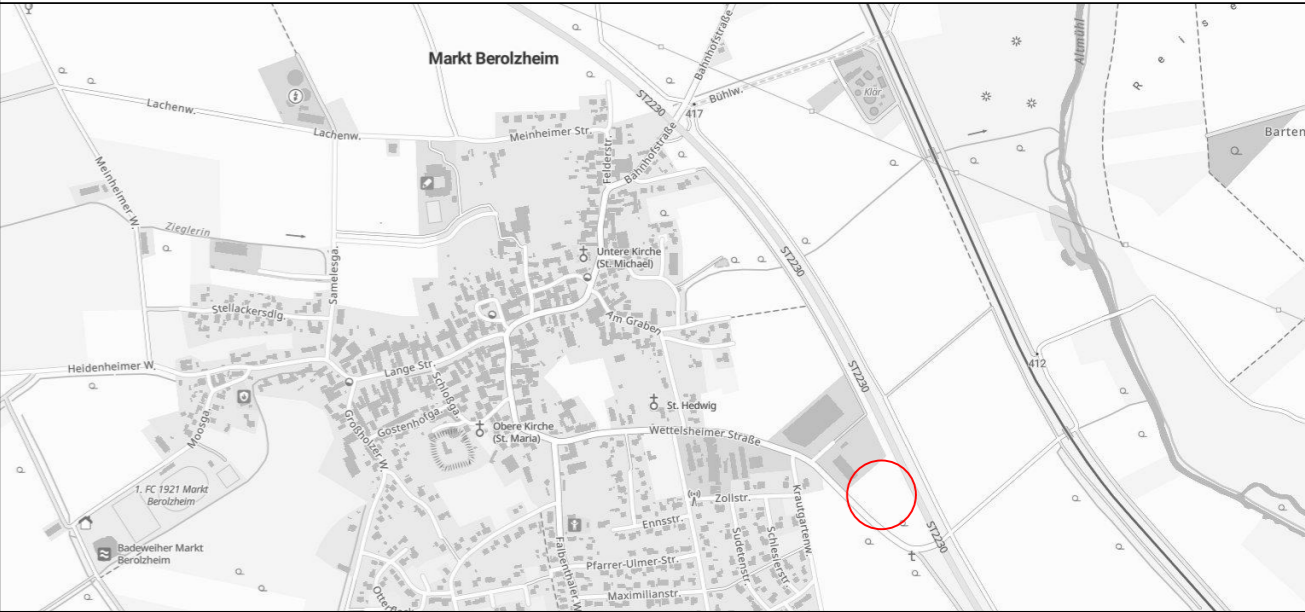 Markt Berolzheim
Bahnhofstraße
Altmühl
R e i s e
Lachenw.
Lachenw.
Meinheimer Str.
Felderstr.
Bahnhofstraße
ST2230
417
Bühlw.
Klär.
Barten
Meinheimer W.
Zieglerin
Samelesga.
Untere Kirche
(St. Michael)
ST2230
Stellackersdlg.
Am Graben
Heidenheimer W.
Lange Str.
Schloßga.
ST2230
412
Moosga.
Großholzer W.
Gostenhofga.
Obere Kirche
(St. Maria)
St. Hedwig
Wettelsheimer Straße
1. FC 1921 Markt
Berolzheim
Zollstr.
Krautgartenw.
Ennsstr.
Sudetenstr.
Schlesierstr.
ST2230
Badeweiher Markt
Berolzheim
Falbenthaler W.
Pfarrer-Ulmer-Str.
Maximilianstr.